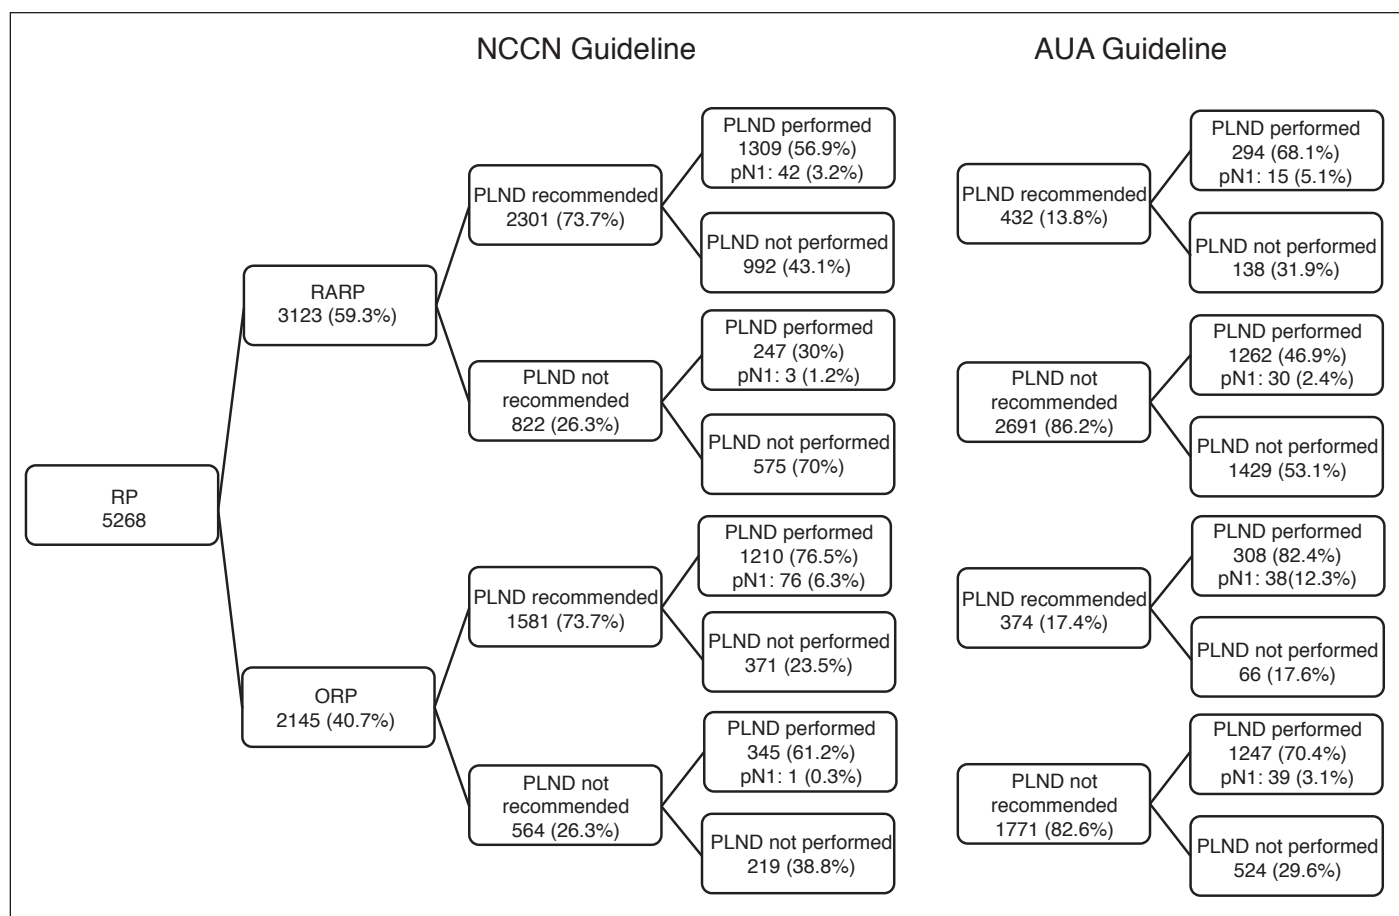 NCCN Guideline
AUA Guideline
RP
5268
RARP
3123 (59.3%)
ORP
2145 (40.7%)
PLND recommended
2301 (73.7%)
PLND not
recommended
822 (26.3%)
PLND recommended
1581 (73.7%)
PLND not
recommended
564 (26.3%)
PLND performed
1309 (56.9%)
pN1: 42 (3.2%)
PLND not performed
992 (43.1%)
PLND performed
247 (30%)
pN1: 3 (1.2%)
PLND not performed
575 (70%)
PLND performed
1210 (76.5%)
pN1: 76 (6.3%)
PLND not performed
371 (23.5%)
PLND performed
345 (61.2%)
pN1: 1 (0.3%)
PLND not performed
219 (38.8%)
PLND recommended
432 (13.8%)
PLND not
recommended
2691 (86.2%)
PLND recommended
374 (17.4%)
PLND not
recommended
1771 (82.6%)
PLND performed
294 (68.1%)
pN1: 15 (5.1%)
PLND not performed
138 (31.9%)
PLND performed
1262 (46.9%)
pN1: 30 (2.4%)
PLND not performed
1429 (53.1%)
PLND performed
308 (82.4%)
pN1: 38(12.3%)
PLND not performed
66 (17.6%)
PLND performed
1247 (70.4%)
pN1: 39 (3.1%)
PLND not performed
524 (29.6%)